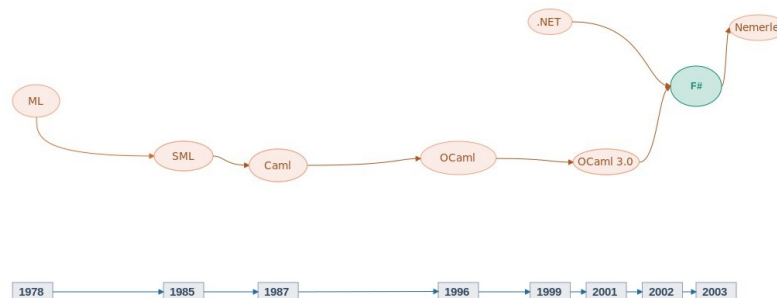 .NET
Nemerle
F#
ML
SML
Caml
OCaml
OCaml 3.0
1978
1985
1987
1996
1999
2001
2002
2003